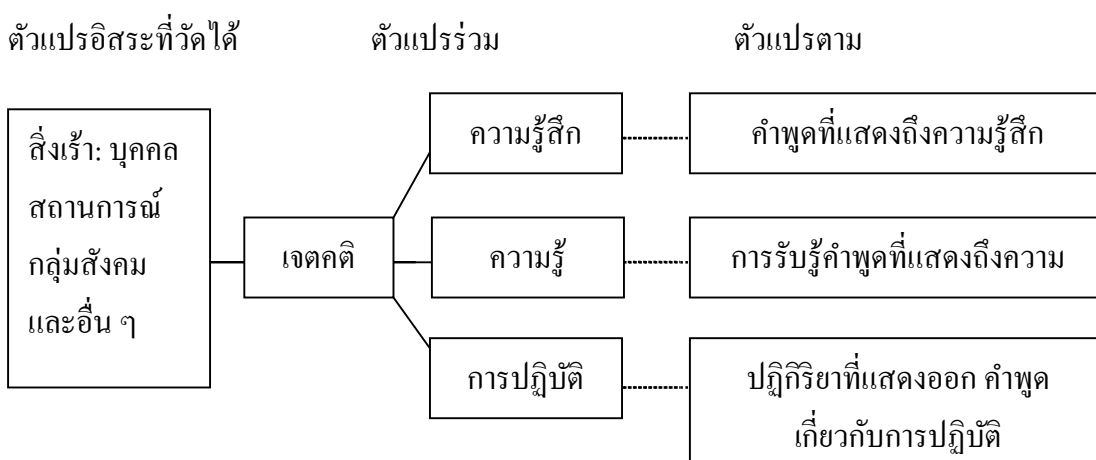 ตัวแปรอิสระที่วัดได้ ตัวแปรร่วม ตัวแปรตาม
สิ่งเร้า: บุคคล
สถานการณ์
กลุ่มสังคม
และอื่น ๆ
เจตคติ
ความรู้สึก
คำพูดที่แสดงถึงความรู้สึก
ความรู้
การรับรู้คำพูดที่แสดงถึงความ
การปฏิบัติ
ปฏิกิริยาที่แสดงออก คำพูด
เกี่ยวกับการปฏิบัติ